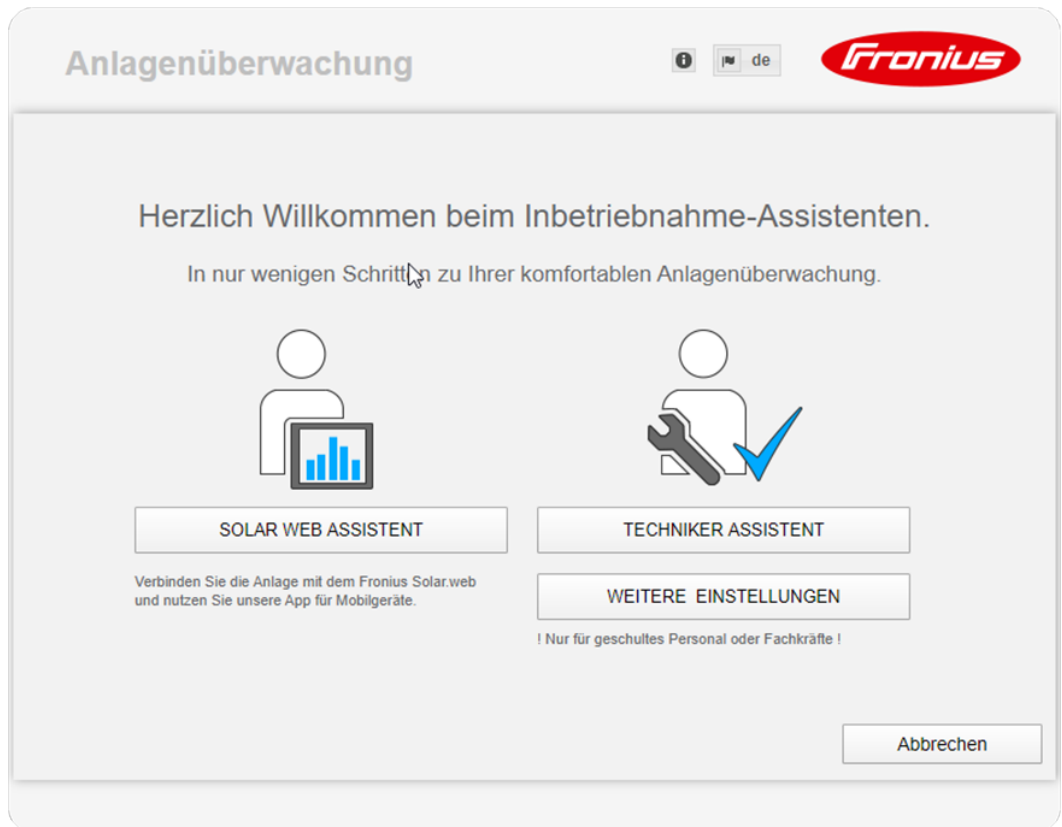 Anlagenüberwachung
de
Fronius
Herzlich Willkommen beim Inbetriebnahme-Assistenten.
In nur wenigen Schritten zu Ihrer komfortablen Anlagenüberwachung.
SOLAR WEB ASSISTENT
Verbinden Sie die Anlage mit dem Fronius Solar.web
und nutzen Sie unsere App für Mobilgeräte.
TECHNIKER ASSISTENT
WEITERE EINSTELLUNGEN
! Nur für geschultes Personal oder Fachkräfte !
Abbrechen